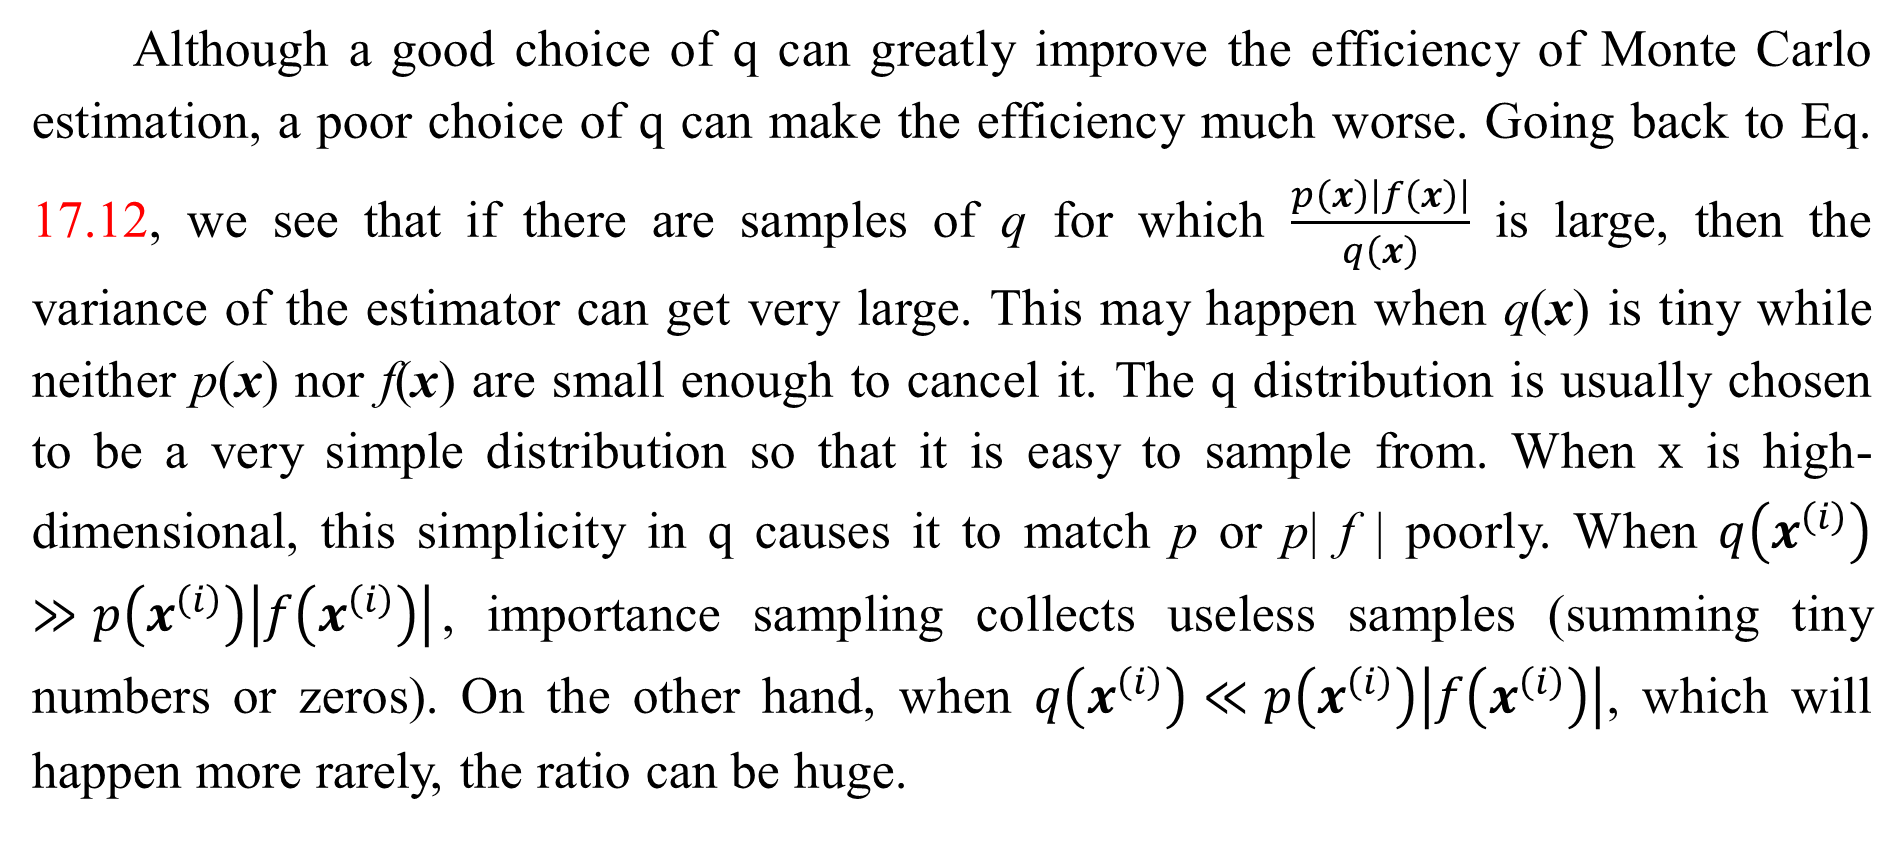 Although a good choice of q can greatly improve the efficiency of Monte Carlo
estimation, a poor choice of q can make the efficiency much worse. Going back to Eq.
17.12, we see that if there are samples of q for which \frac{p(x)|f(x)|}{q(x)} is large, then the
variance of the estimator can get very large. This may happen when q(x) is tiny while
neither p(x) nor f(x) are small enough to cancel it. The q distribution is usually chosen
to be a very simple distribution so that it is easy to sample from. When x is high-
dimensional, this simplicity in q causes it to match p or p| f | poorly. When q(x^{(i)})
≫ p(x^{(i)})|f(x^{(i)})|, importance sampling collects useless samples (summing tiny
numbers or zeros). On the other hand, when q(x^{(i)}) ≪ p(x^{(i)})|f(x^{(i)})|, which will
happen more rarely, the ratio can be huge.